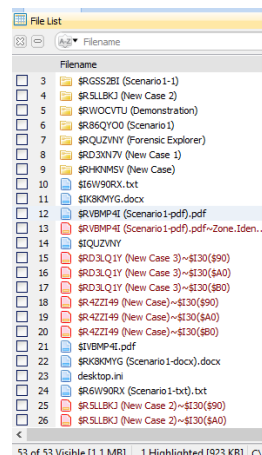 File List
A-Z Filename
Filename
3 $RGSS2BI (Scenario1-1)
4 $R5LLBKJ (New Case 2)
5 $RWOCVTU (Demonstration)
6 $R86QYO0 (Scenario1)
7 $RQUZVNY (Forensic Explorer)
8 $RD3XN7V (New Case 1)
9 $RHKNMSV (New Case)
10 $I6W90RX.txt
11 $IK8KMYG.docx
12 $RVBMP4I (Scenario1-pdf).pdf
13 $RVBMP4I (Scenario1-pdf).pdf~Zone.Iden..
14 $IQUZVNY
15 $RD3LQ1Y (New Case 3)~$I30($90)
16 $RD3LQ1Y (New Case 3)~$I30($A0)
17 $RD3LQ1Y (New Case 3)~$I30($B0)
18 $R4ZZI49 (New Case)~$I30($90)
19 $R4ZZI49 (New Case)~$I30($A0)
20 $R4ZZI49 (New Case)~$I30($B0)
21 $IVBMP4I.pdf
22 $RK8KMYG (Scenario1-docx).docx
23 desktop.ini
24 $R6W90RX (Scenario1-txt).txt
25 $R5LLBKJ (New Case 2)~$I30($90)
26 $R5LLBKJ (New Case 2)~$I30($A0)
53 of 53 Visible [1.1 MB] 1 Highlighted [923 KB]